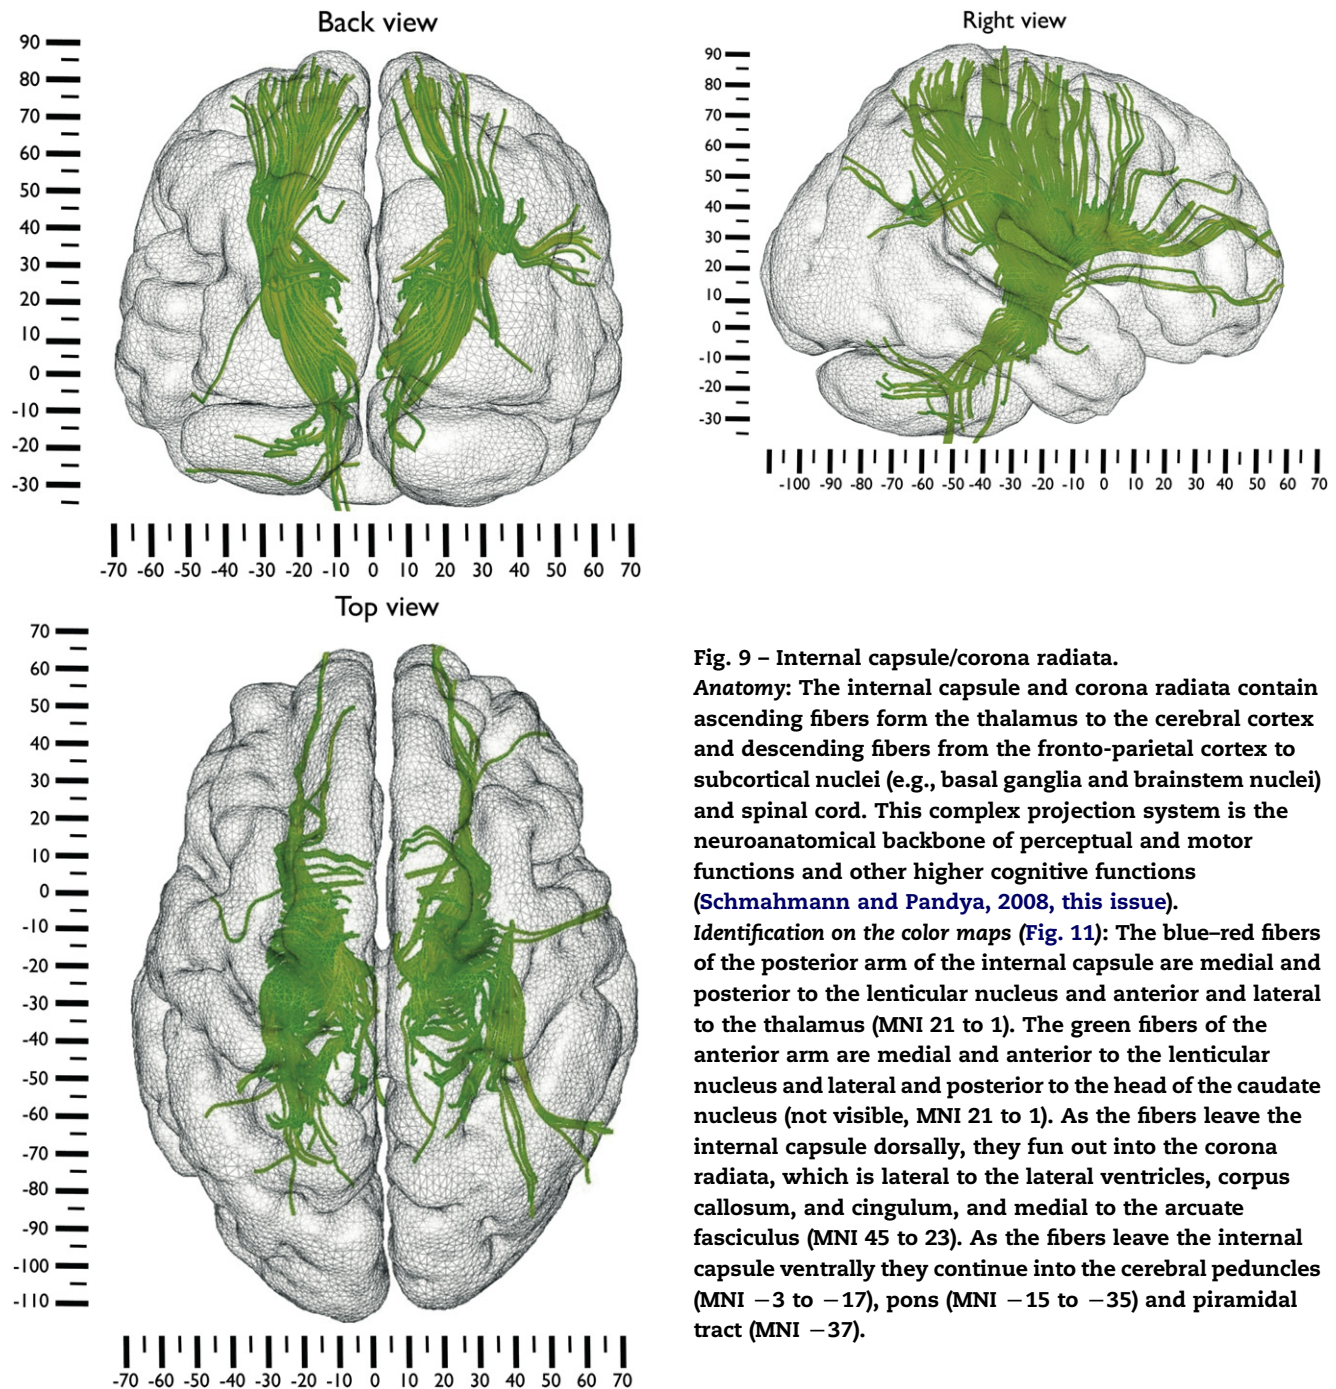 Back view
90
80
70
60
50
40
30
20
10
0
-10
-20
-30
-70 -60 -50 -40 -30 -20 -10 0 10 20 30 40 50 60 70
Right view
90
80
70
60
50
40
30
20
10
0
-10
-20
-30
-100 -90 -80 -70 -60 -50 -40 -30 -20 -10 0 10 20 30 40 50 60 70
Top view
70
60
50
40
30
20
10
0
-10
-20
-30
-40
-50
-60
-70
-80
-90
-100
-110
-70 -60 -50 -40 -30 -20 -10 0 10 20 30 40 50 60 70
Fig. 9 – Internal capsule/corona radiata.
Anatomy: The internal capsule and corona radiata contain
ascending fibers form the thalamus to the cerebral cortex
and descending fibers from the fronto-parietal cortex to
subcortical nuclei (e.g., basal ganglia and brainstem nuclei)
and spinal cord. This complex projection system is the
neuroanatomical backbone of perceptual and motor
functions and other higher cognitive functions
(Schmahmann and Pandya, 2008, this issue).
Identification on the color maps (Fig. 11): The blue–red fibers
of the posterior arm of the internal capsule are medial and
posterior to the lenticular nucleus and anterior and lateral
to the thalamus (MNI 21 to 1). The green fibers of the
anterior arm are medial and anterior to the lenticular
nucleus and lateral and posterior to the head of the caudate
nucleus (not visible, MNI 21 to 1). As the fibers leave the
internal capsule dorsally, they fun out into the corona
radiata, which is lateral to the lateral ventricles, corpus
callosum, and cingulum, and medial to the arcuate
fasciculus (MNI 45 to 23). As the fibers leave the internal
capsule ventrally they continue into the cerebral peduncles
(MNI −3 to −17), pons (MNI −15 to −35) and piramidal
tract (MNI −37).